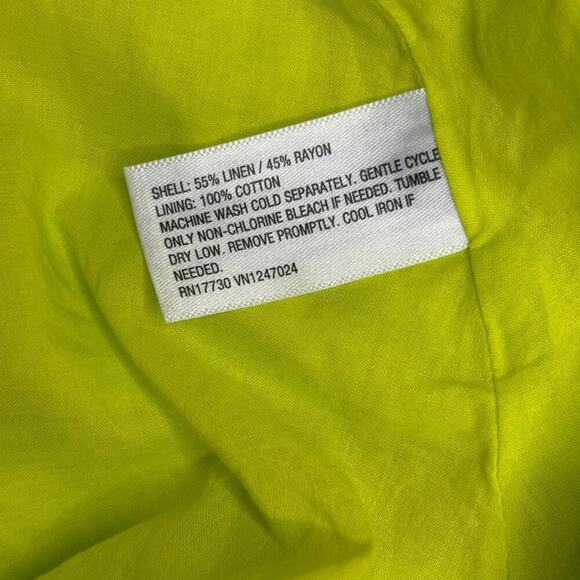 SHELL: 55% LINEN / 45% RAYON
LINING: 100% COTTON
MACHINE WASH COLD SEPARATELY. GENTLE CYCLE
ONLY NON-CHLORINE BLEACH IF NEEDED. TUMBLE
DRY LOW. REMOVE PROMPTLY. COOL IRON IF
NEEDED.
RN17730 VN1247024